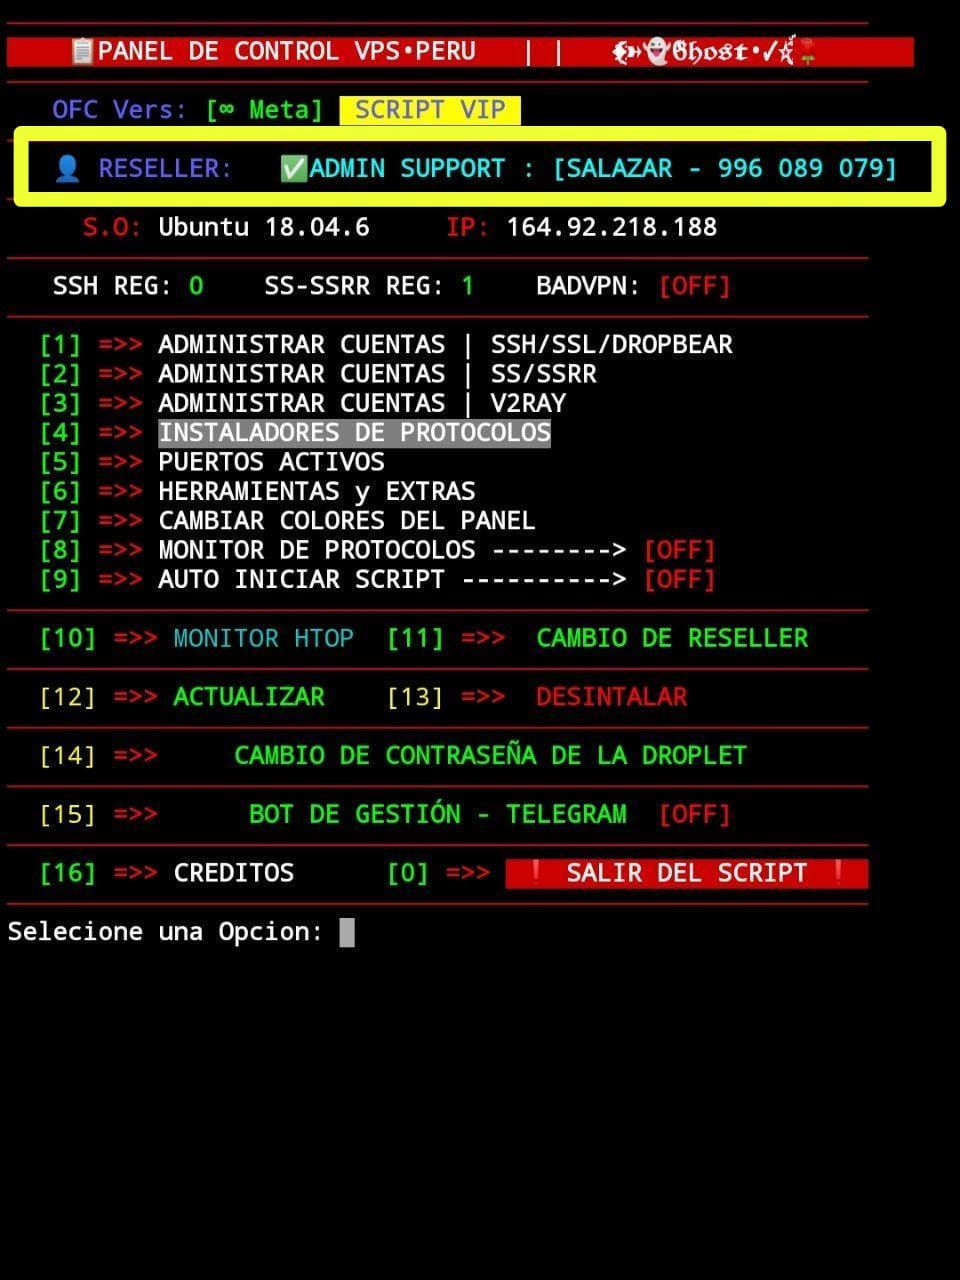 📋PANEL DE CONTROL VPS•PERU | | 👻𝕲𝖍𝖔𝖘𝖙•✓🌹
OFC Vers: [∞ Meta] SCRIPT VIP
👤 RESELLER: ✅ADMIN SUPPORT : [SALAZAR - 996 089 079]
S.O: Ubuntu 18.04.6 IP: 164.92.218.188
SSH REG: 0 SS-SSRR REG: 1 BADVPN: [OFF]
[1] =>> ADMINISTRAR CUENTAS | SSH/SSL/DROPBEAR
[2] =>> ADMINISTRAR CUENTAS | SS/SSRR
[3] =>> ADMINISTRAR CUENTAS | V2RAY
[4] =>> INSTALADORES DE PROTOCOLOS
[5] =>> PUERTOS ACTIVOS
[6] =>> HERRAMIENTAS y EXTRAS
[7] =>> CAMBIAR COLORES DEL PANEL
[8] =>> MONITOR DE PROTOCOLOS --------> [OFF]
[9] =>> AUTO INICIAR SCRIPT ----------> [OFF]
[10] =>> MONITOR HTOP [11] =>> CAMBIO DE RESELLER
[12] =>> ACTUALIZAR [13] =>> DESINTALAR
[14] =>> CAMBIO DE CONTRASEÑA DE LA DROPLET
[15] =>> BOT DE GESTIÓN - TELEGRAM [OFF]
[16] =>> CREDITOS [0] =>> ❗ SALIR DEL SCRIPT ❗
Selecione una Opcion: